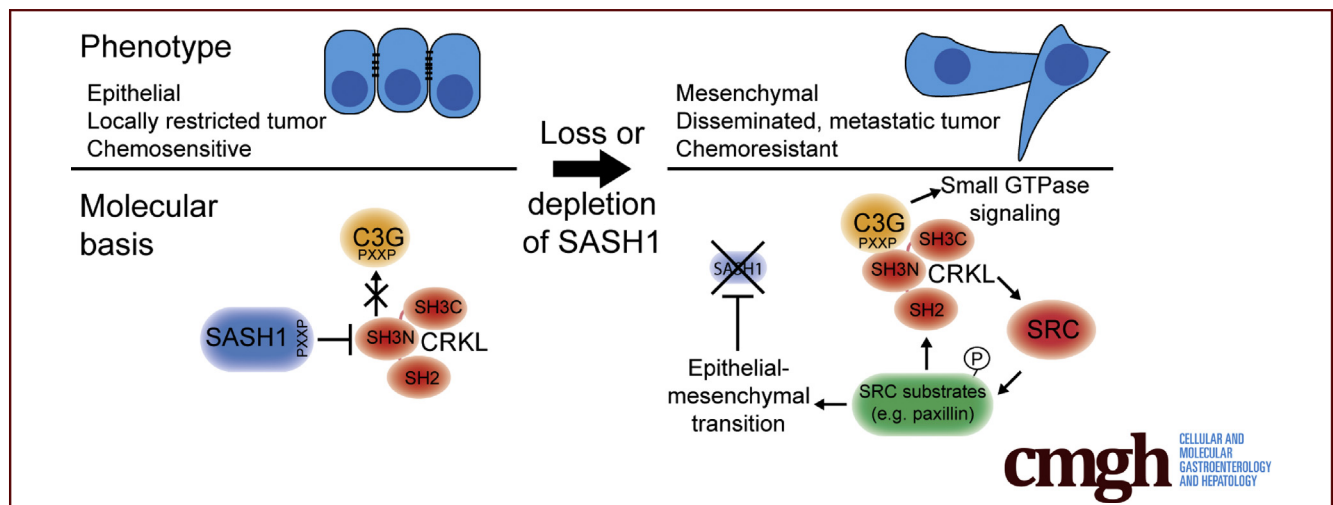 Phenotype
Epithelial
Locally restricted tumor
Chemosensitive
Loss or
depletion
of SASH1
Mesenchymal
Disseminated, metastatic tumor
Chemoresistant
Molecular
basis
C3G
PXXP
SASH1
PXXP
SH3N
SH3C
CRKL
SH2
Small GTPase
signaling
C3G
PXXP
SH3C
SH3N
CRKL
SH2
SASH1
SRC
P
SRC substrates
(e.g. paxillin)
Epithelial-
mesenchymal
transition
cmgh
CELLULAR AND
MOLECULAR
GASTROENTEROLOGY
AND HEPATOLOGY